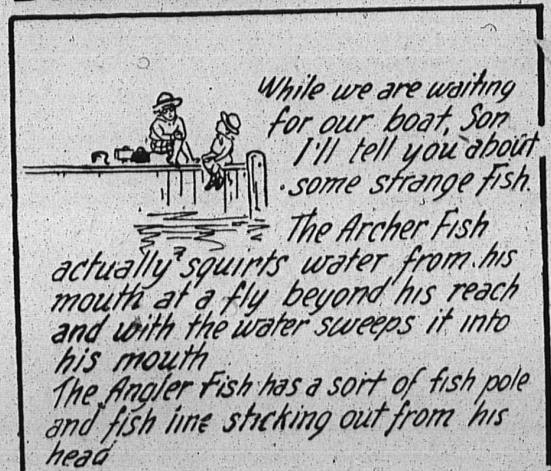 While we are waiting
for our boat, Son
I'll tell you about
some strange fish.
The Archer Fish
actually squirts water from his
mouth at a fly beyond his reach
and with the water sweeps it into
his mouth
The Angler Fish has a sort of fish pole
and fish line sticking out from his
head